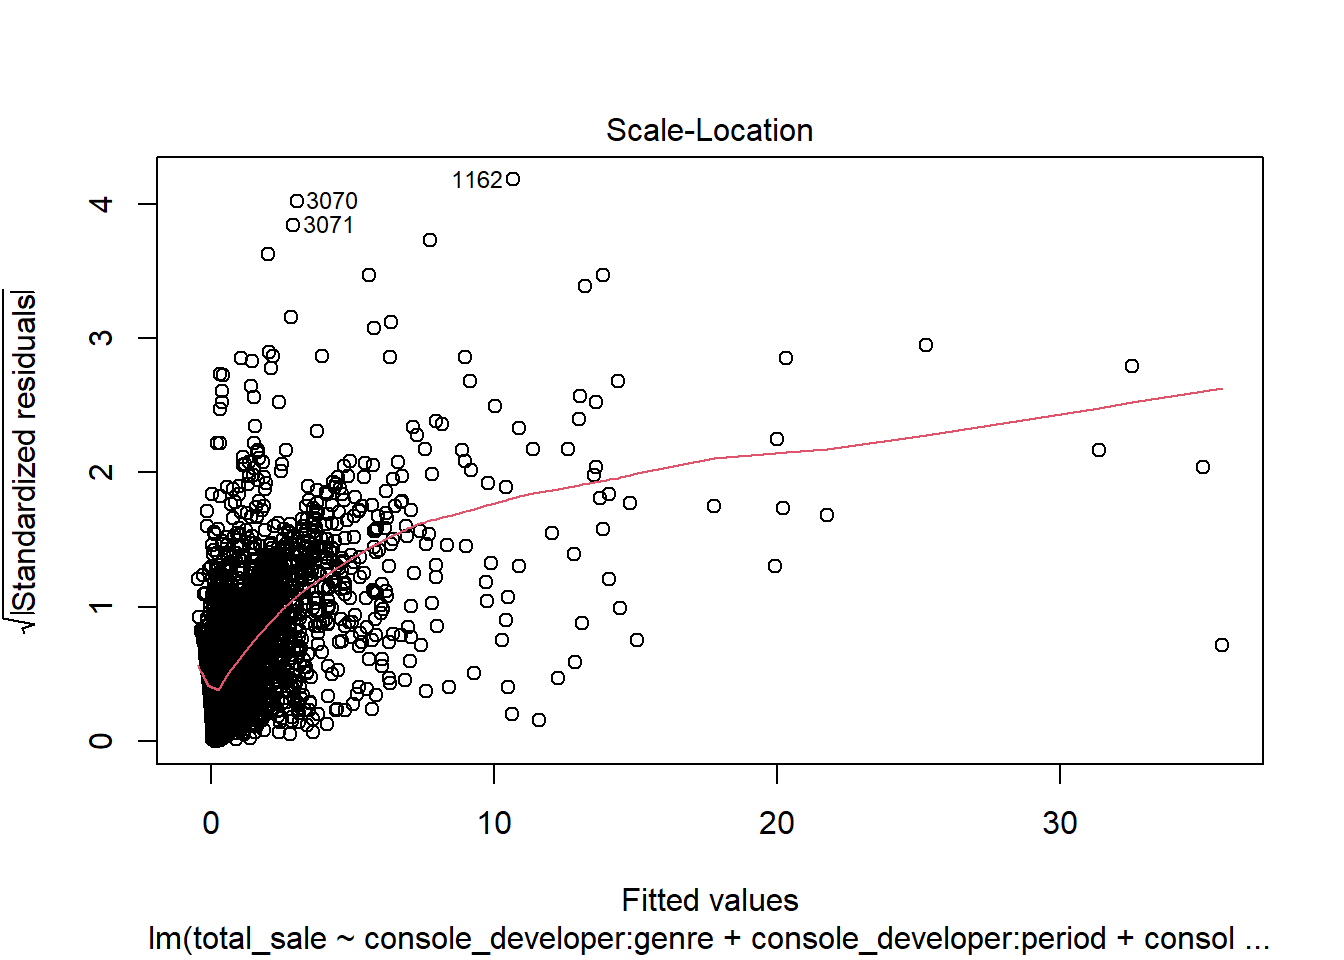 Scale-Location
1162
3070
3071
√|Standardized residuals|
4
3
2
1
0
0 10 20 30
Fitted values
lm(total_sale ~ console_developer:genre + console_developer:period + consol ...